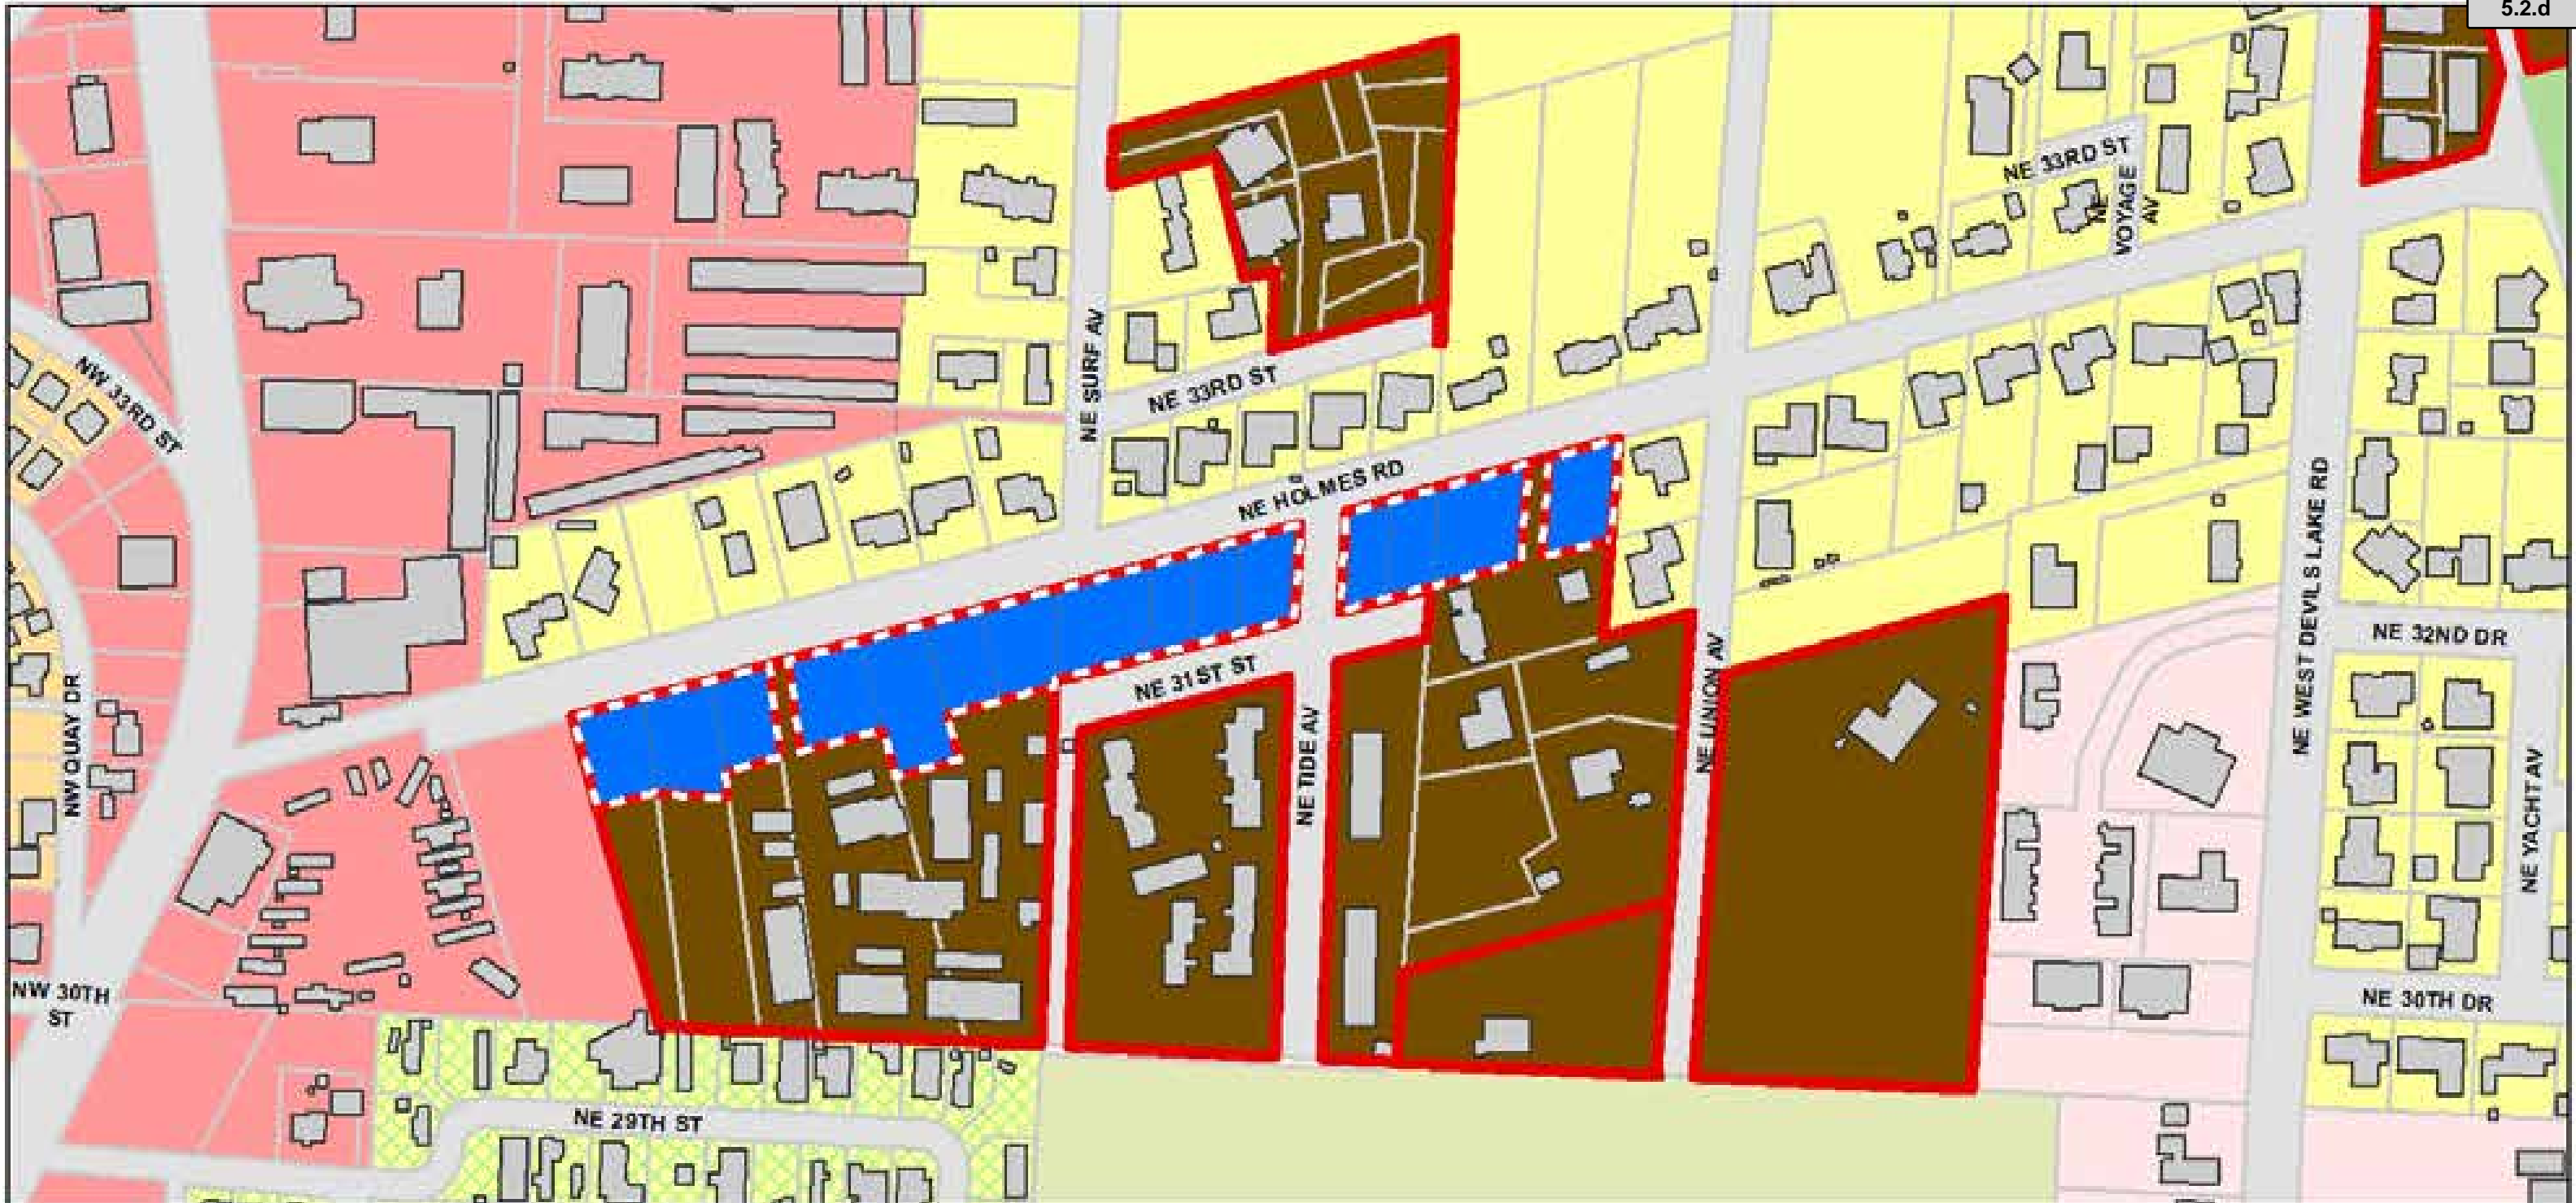 5.2.d
NE 33RD ST
NE
VOYAGE
AV
NE SURF AV
NW 33RD ST
NE 33RD ST
NE HOLMES RD
NE WEST DEVILS LAKE RD
NE 32ND DR
NE 31ST ST
NE UNION AV
NW QUAY DR
NE TIDE AV
NE YACHT AV
NW 30TH
ST
NE 30TH DR
NE 29TH ST